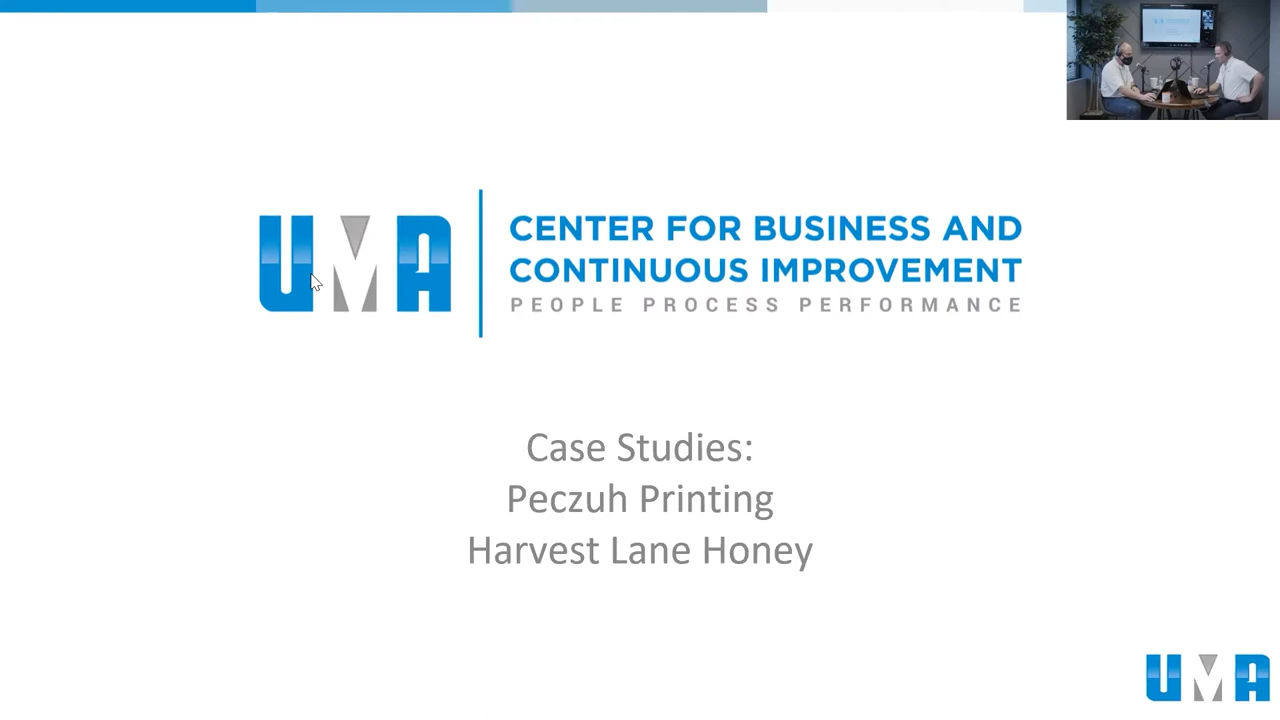 UMA
CENTER FOR BUSINESS AND
CONTINUOUS IMPROVEMENT
PEOPLE PROCESS PERFORMANCE
Case Studies:
Peczuh Printing
Harvest Lane Honey
UMA